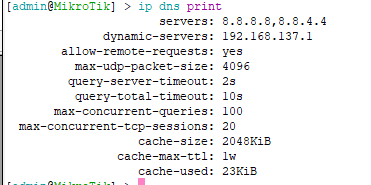 [admin@MikroTik] > ip dns print
servers: 8.8.8.8,8.8.4.4
dynamic-servers: 192.168.137.1
allow-remote-requests: yes
max-udp-packet-size: 4096
query-server-timeout: 2s
query-total-timeout: 10s
max-concurrent-queries: 100
max-concurrent-tcp-sessions: 20
cache-size: 2048KiB
cache-max-ttl: 1w
cache-used: 23KiB
[admin@MikroTik] >